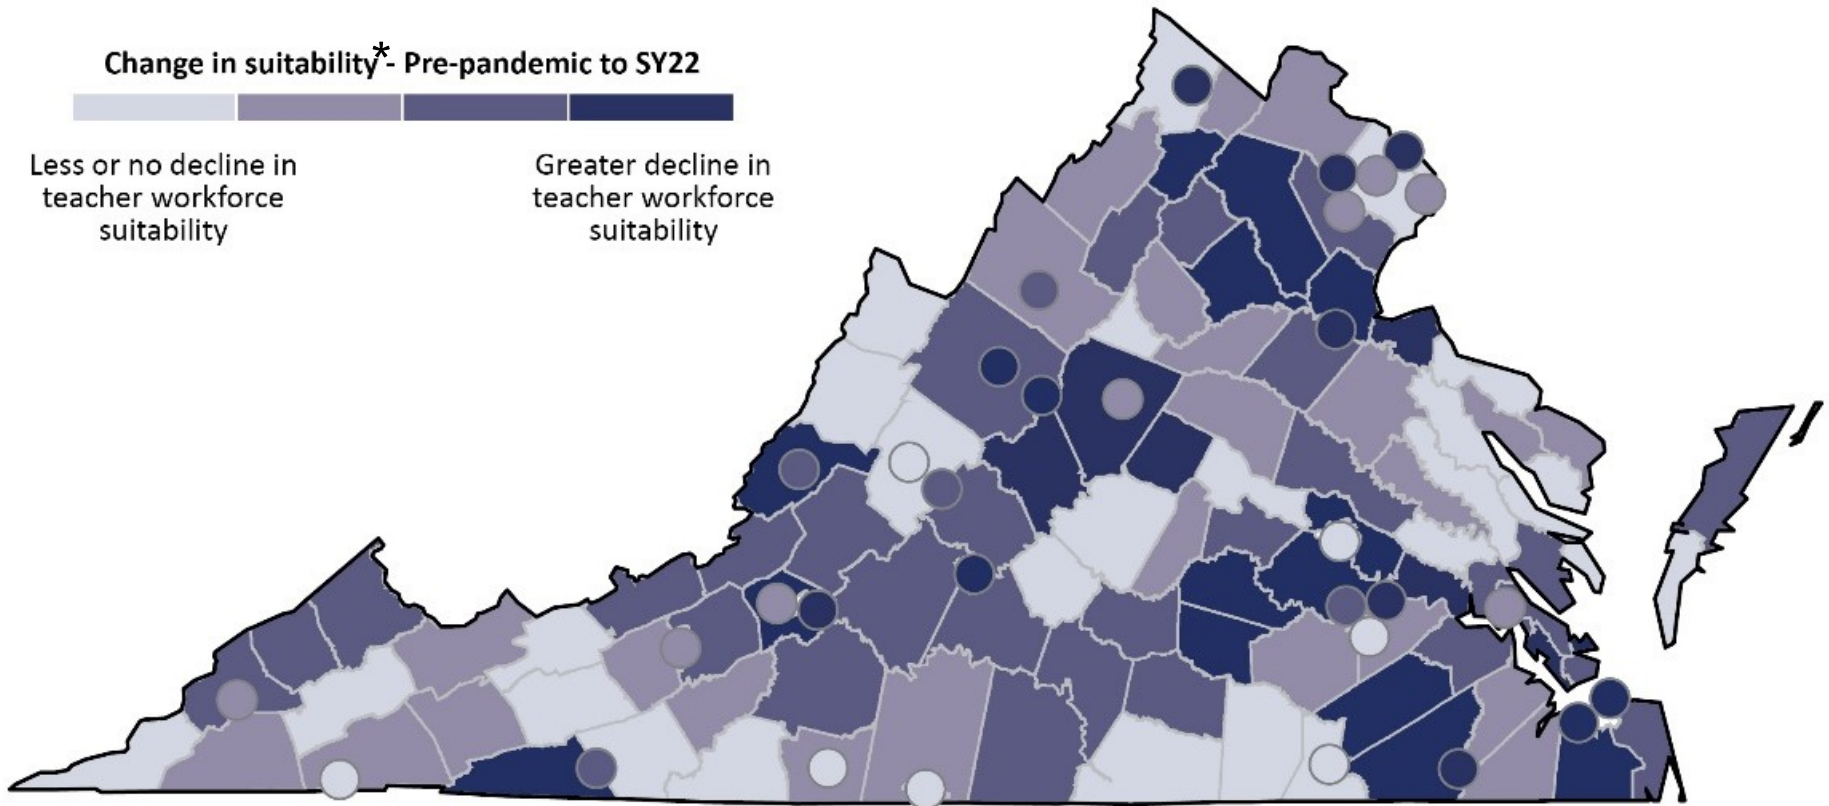 Change in suitability*- Pre-pandemic to SY22
Less or no decline in
teacher workforce
suitability
Greater decline in
teacher workforce
suitability